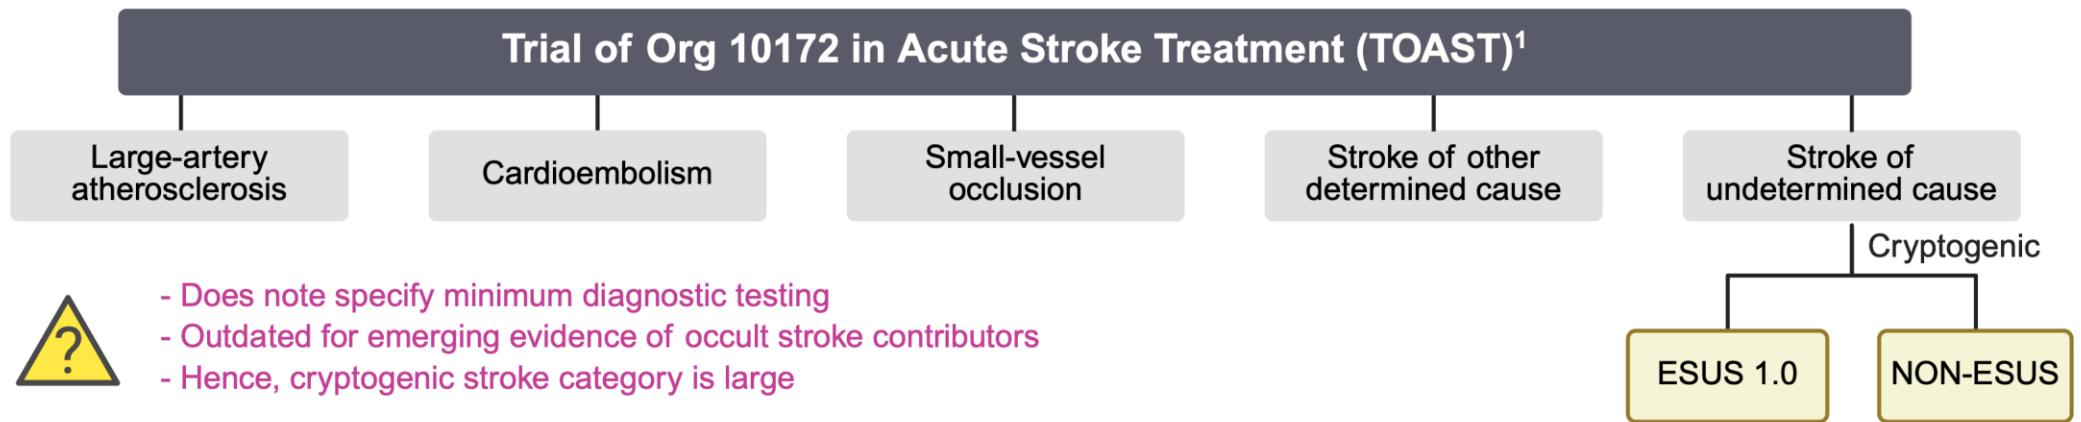 Trial of Org 10172 in Acute Stroke Treatment (TOAST)¹
Large-artery
atherosclerosis
Cardioembolism
Small-vessel
occlusion
Stroke of other
determined cause
Stroke of
undetermined cause
Cryptogenic
?
- Does note specify minimum diagnostic testing
- Outdated for emerging evidence of occult stroke contributors
- Hence, cryptogenic stroke category is large
ESUS 1.0
NON-ESUS